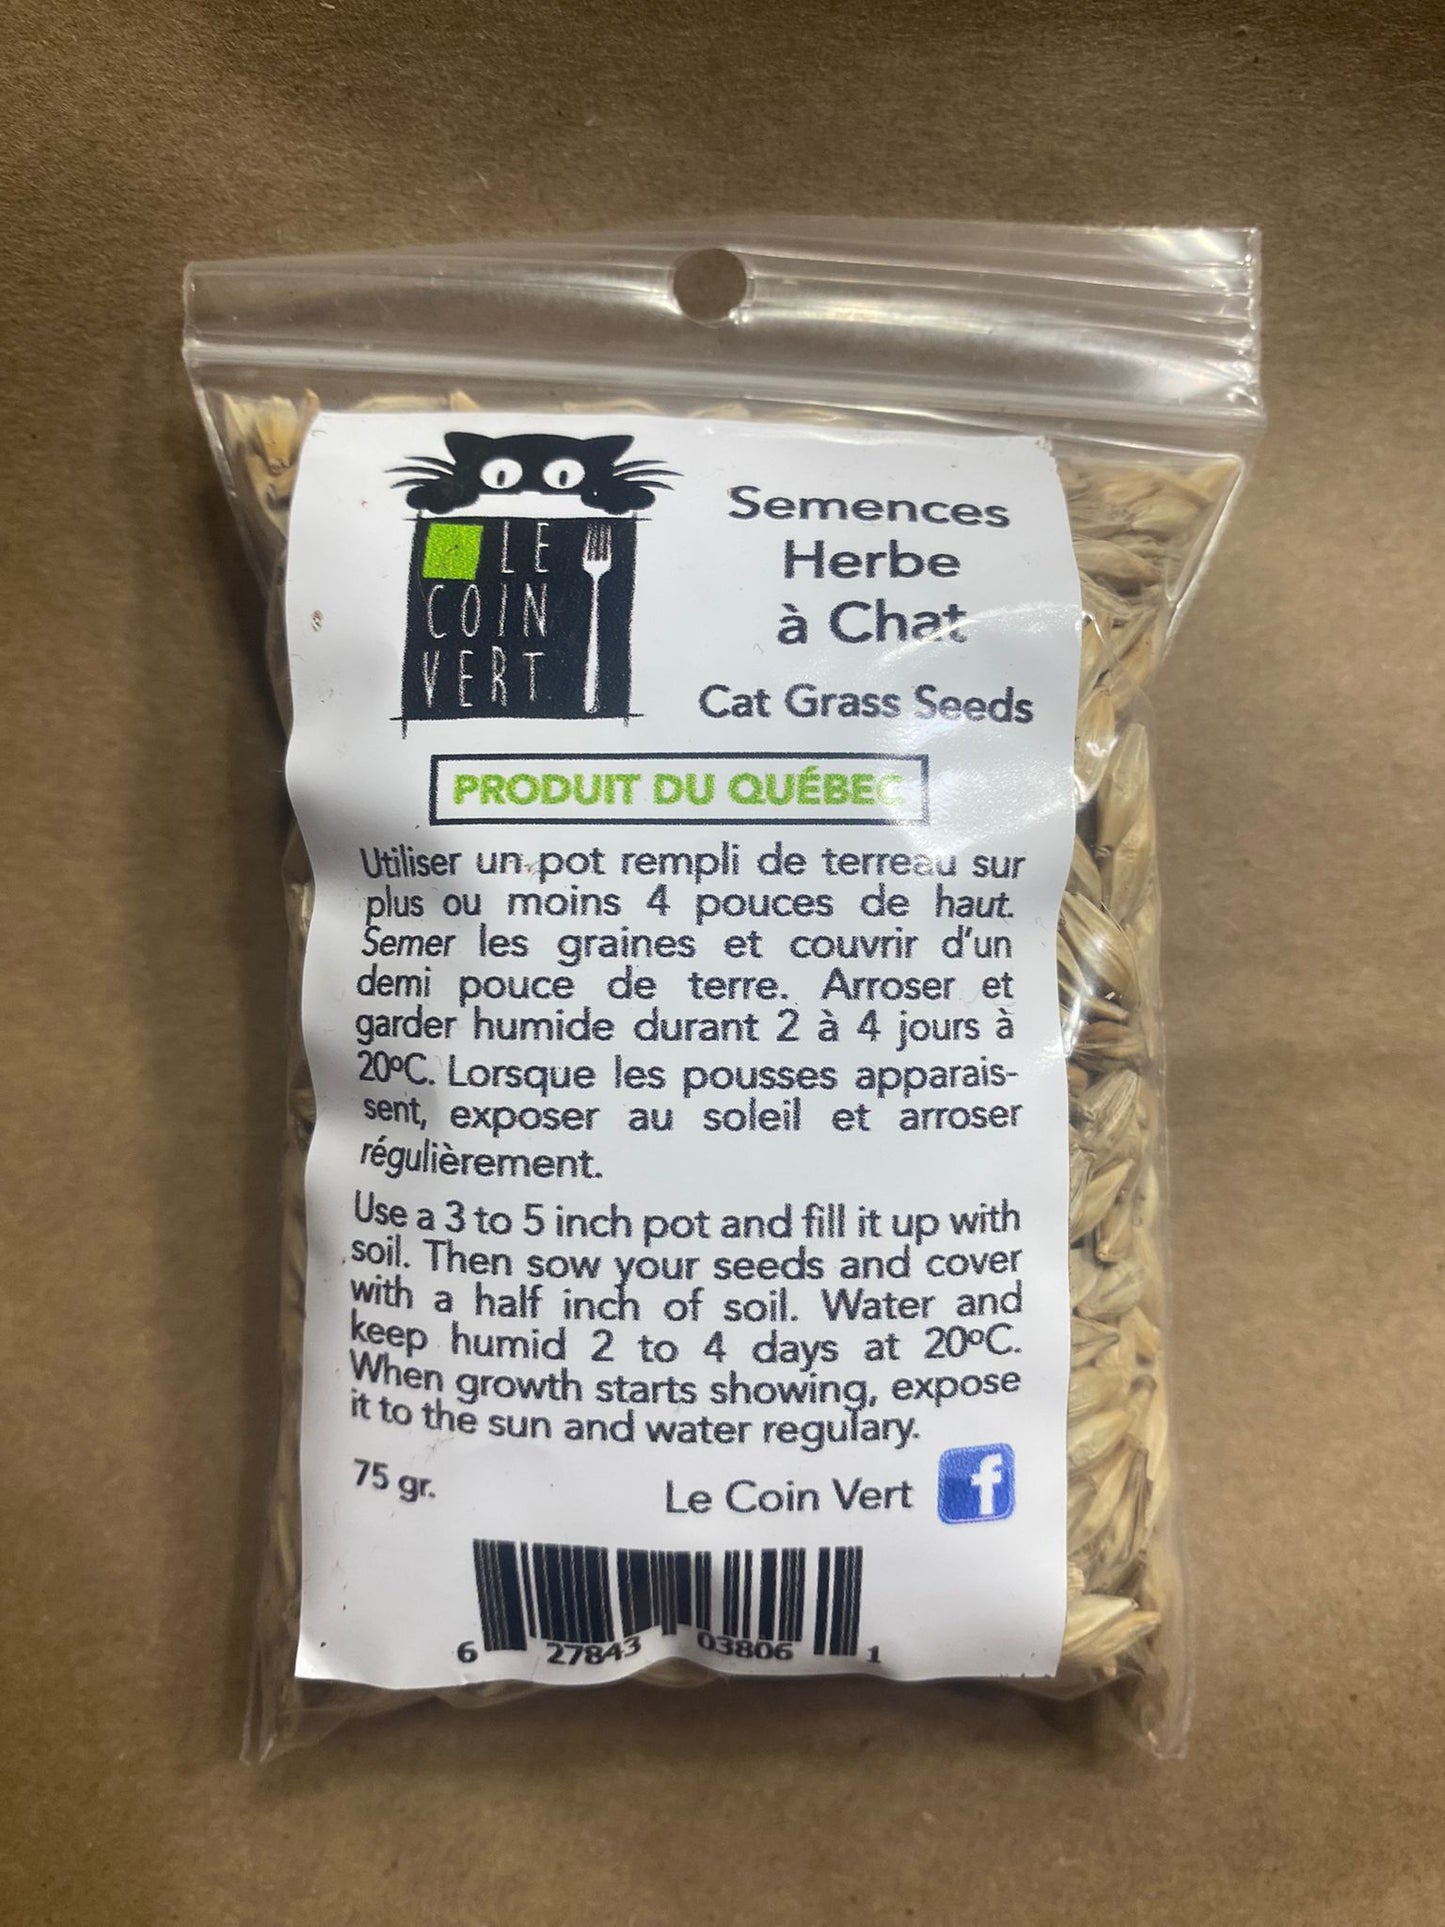 LE
COIN
VERT
Semences
Herbe
à Chat
Cat Grass Seeds
PRODUIT DU QUÉBEC
Utiliser un pot rempli de terreau sur
plus ou moins 4 pouces de haut.
Semer les graines et couvrir d'un
demi pouce de terre. Arroser et
garder humide durant 2 à 4 jours à
20ºC. Lorsque les pousses apparais-
sent, exposer au soleil et arroser
régulièrement.
Use a 3 to 5 inch pot and fill it up with
soil. Then sow your seeds and cover
with a half inch of soil. Water and
keep humid 2 to 4 days at 20ºC.
When growth starts showing, expose
it to the sun and water regulary.
75 gr.
Le Coin Vert f
6 27843 03806 1